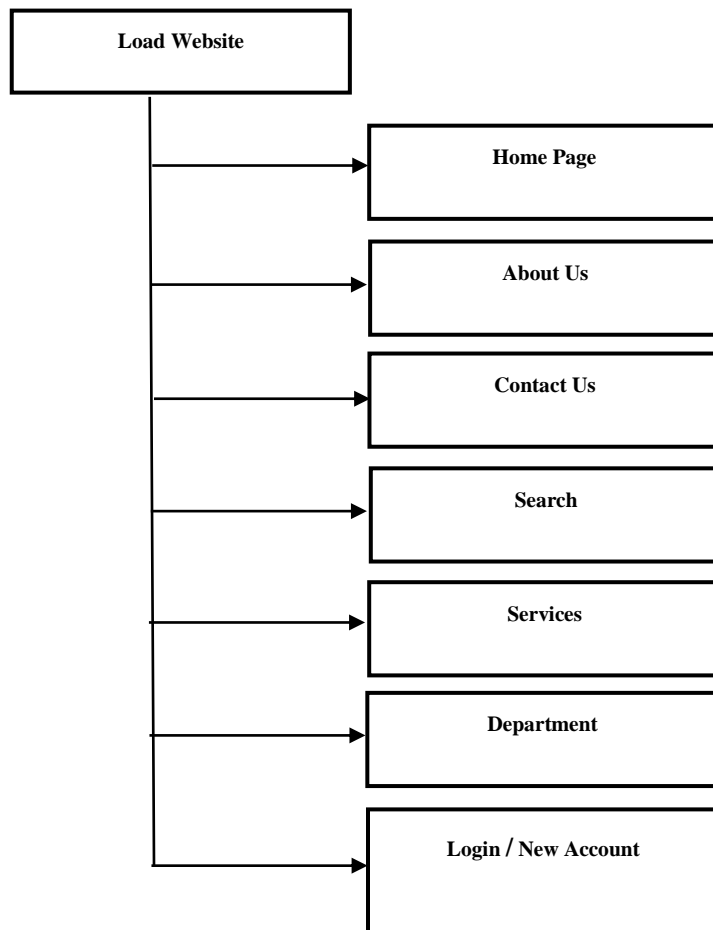 Load Website
Home Page
About Us
Contact Us
Search
Services
Department
Login / New Account